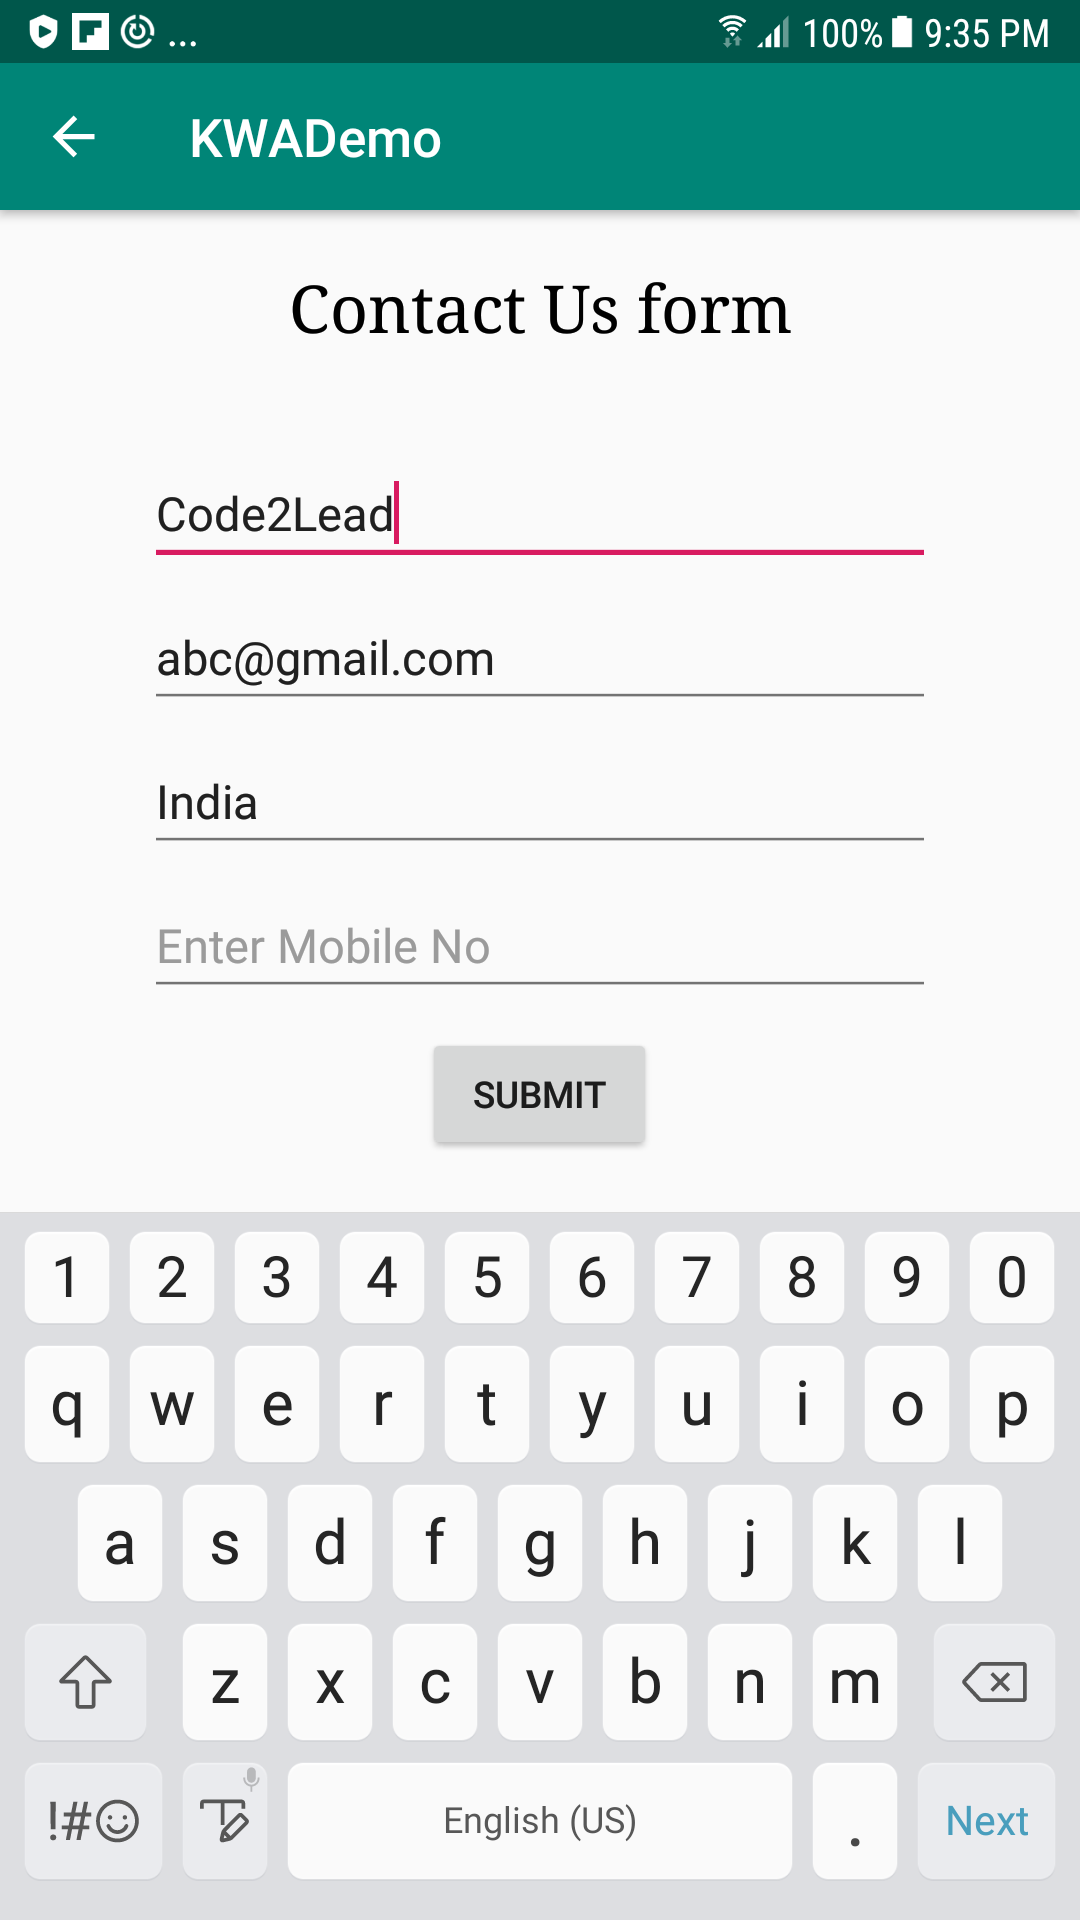 ... 100% 9:35 PM
KWADemo
Contact Us form
Code2Lead
abc@gmail.com
India
Enter Mobile No
SUBMIT
1 2 3 4 5 6 7 8 9 0
q w e r t y u i o p
a s d f g h j k l
z x c v b n m
!#☺ English (US) . Next